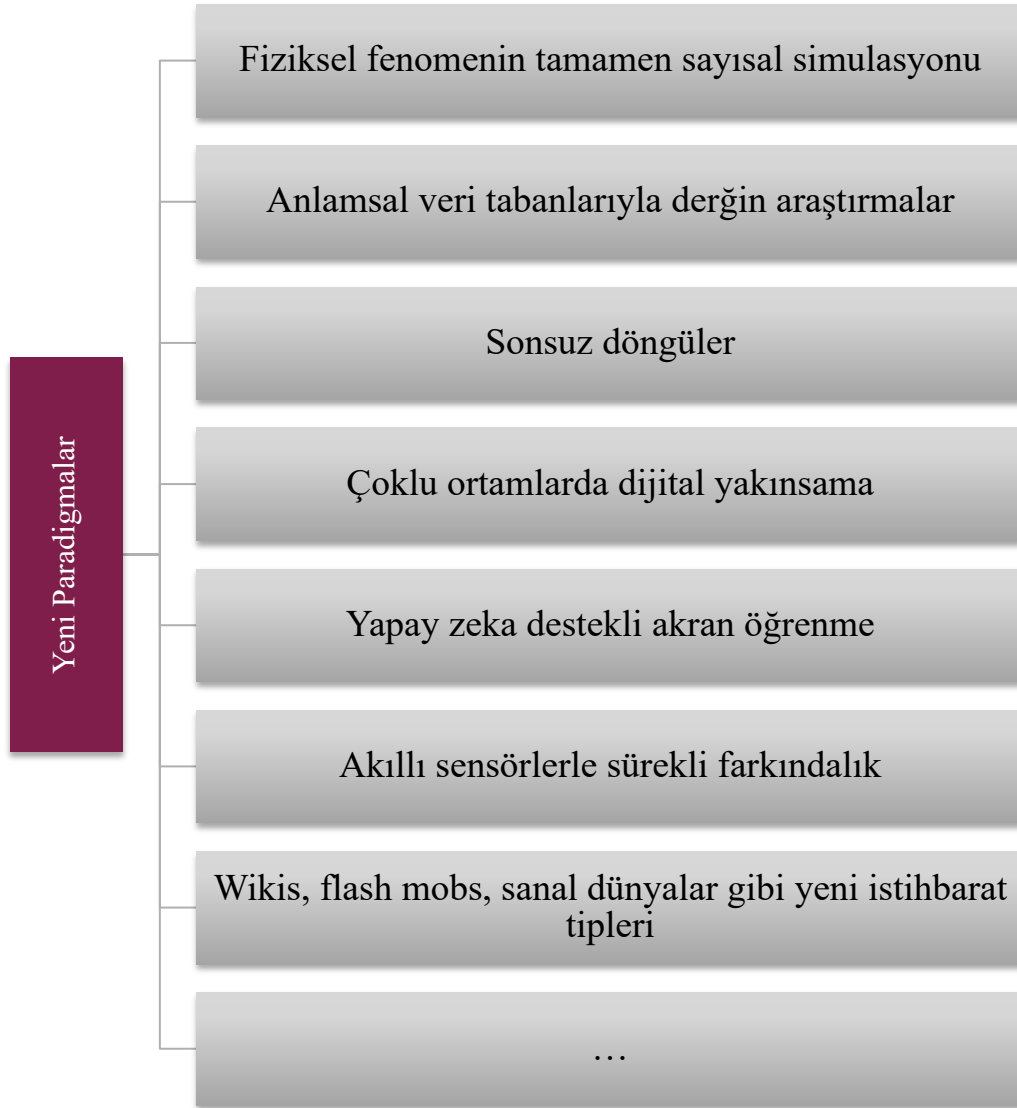 Fiziksel fenomenin tamamen sayısal simulasyonu
Anlamsal veri tabanlarıyla derğin araştırmalar
Sonsuz döngüler
Yeni Paradigmalar
Çoklu ortamlarda dijital yakınsama
Yapay zeka destekli akran öğrenme
Akıllı sensörlerle sürekli farkındalık
Wikis, flash mobs, sanal dünyalar gibi yeni istihbarat
tipleri
…